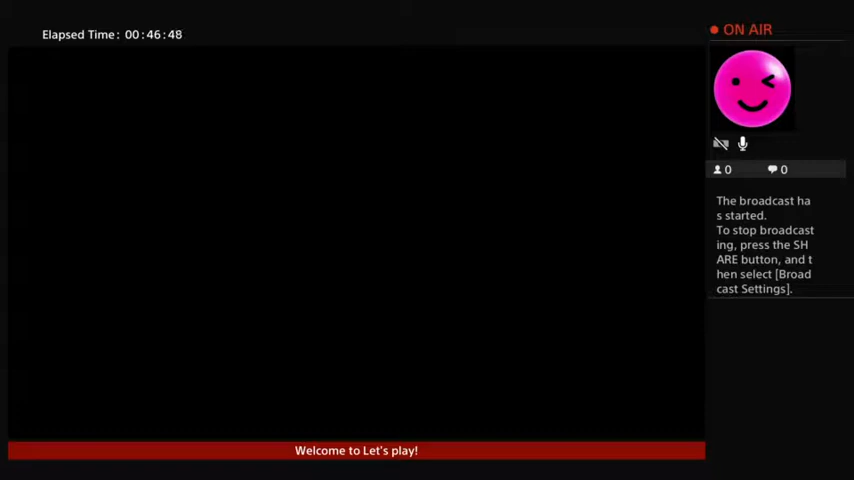 Elapsed Time: 00:46:48
ON AIR
0 0
The broadcast ha
s started.
To stop broadcast
ing, press the SH
ARE button, and t
hen select [Broad
cast Settings].
Welcome to Let's play!